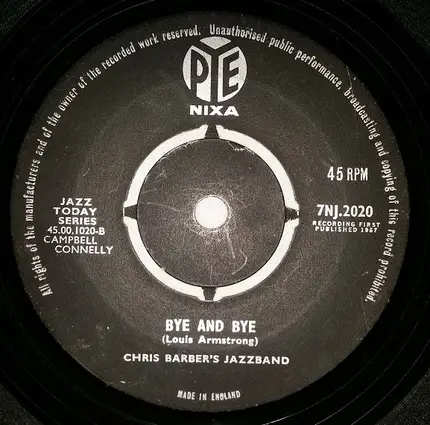 All rights of the manufacturers and of the owner of the recorded work reserved. Unauthorised public performance, broadcasting and copying of this record prohibited.
PYE
NIXA
45 RPM
JAZZ
TODAY
SERIES
45.00.1020-B
CAMPBELL
CONNELLY
7NJ.2020
RECORDING FIRST
PUBLISHED 1957
BYE AND BYE
(Louis Armstrong)
CHRIS BARBER'S JAZZBAND
MADE IN ENGLAND